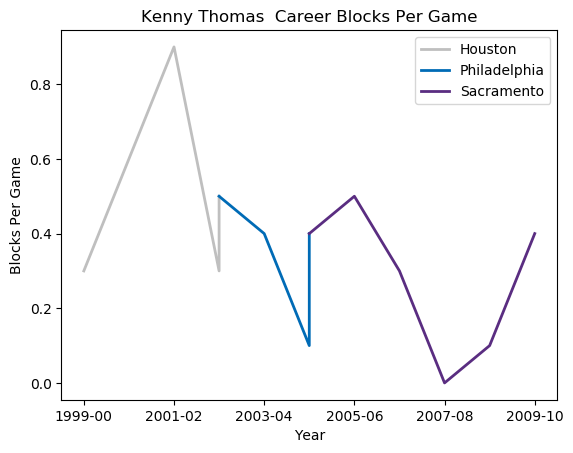 Kenny Thomas  Career Blocks Per Game
Houston
Philadelphia
Sacramento
Blocks Per Game
0.8
0.6
0.4
0.2
0.0
1999-00
2001-02
2003-04
2005-06
2007-08
2009-10
Year